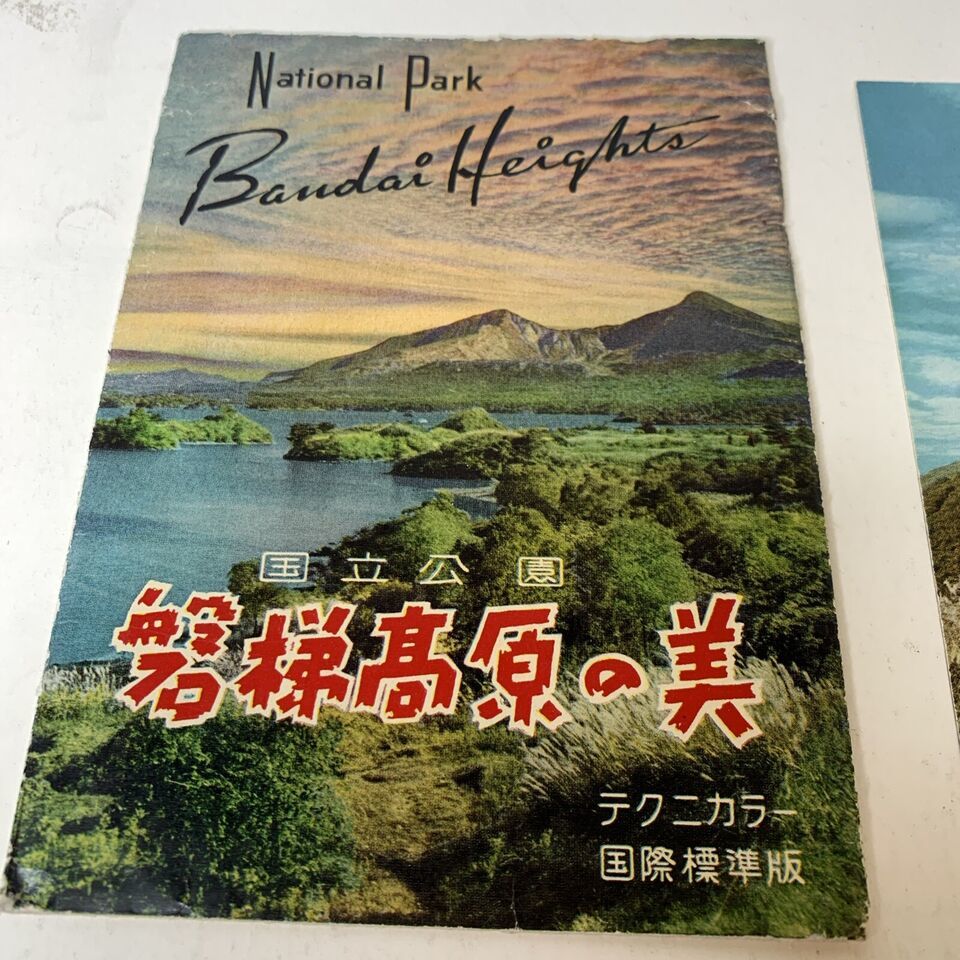 National Park
Bandai Heights
国立公園
磐梯高原の美
テクニカラー
国際標準版